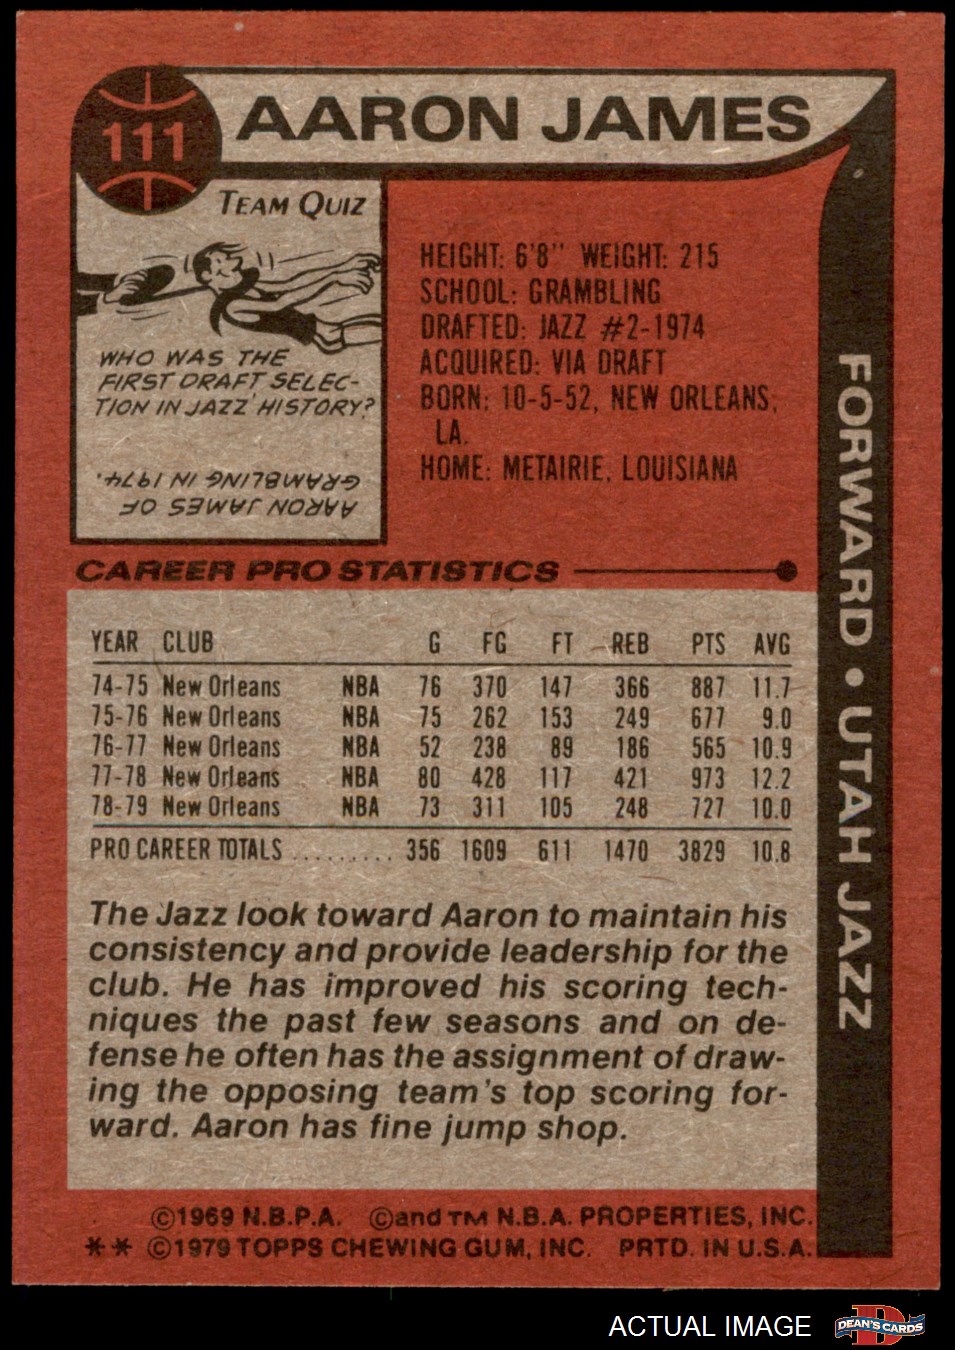 111
AARON JAMES
TEAM QUIZ
WHO WAS THE
FIRST DRAFT SELEC-
TION IN JAZZ' HISTORY?
AARON JAMES OF
GRAMBLING IN 1974.
HEIGHT: 6'8" WEIGHT: 215
SCHOOL: GRAMBLING
DRAFTED: JAZZ #2-1974
ACQUIRED: VIA DRAFT
BORN: 10-5-52, NEW ORLEANS,
LA.
HOME: METAIRIE, LOUISIANA
FORWARD • UTAH JAZZ
CAREER PRO STATISTICS
YEAR CLUB G FG FT REB PTS AVG
74-75 New Orleans NBA 76 370 147 366 887 11.7
75-76 New Orleans NBA 75 262 153 249 677 9.0
76-77 New Orleans NBA 52 238 89 186 565 10.9
77-78 New Orleans NBA 80 428 117 421 973 12.2
78-79 New Orleans NBA 73 311 105 248 727 10.0
PRO CAREER TOTALS ......... 356 1609 611 1470 3829 10.8
The Jazz look toward Aaron to maintain his
consistency and provide leadership for the
club. He has improved his scoring tech-
niques the past few seasons and on de-
fense he often has the assignment of draw-
ing the opposing team's top scoring for-
ward. Aaron has fine jump shop.
©1969 N.B.P.A. ©and TM N.B.A. PROPERTIES, INC.
** ©1979 TOPPS CHEWING GUM, INC. PRTD. IN U.S.A.
ACTUAL IMAGE
DEAN'S CARDS